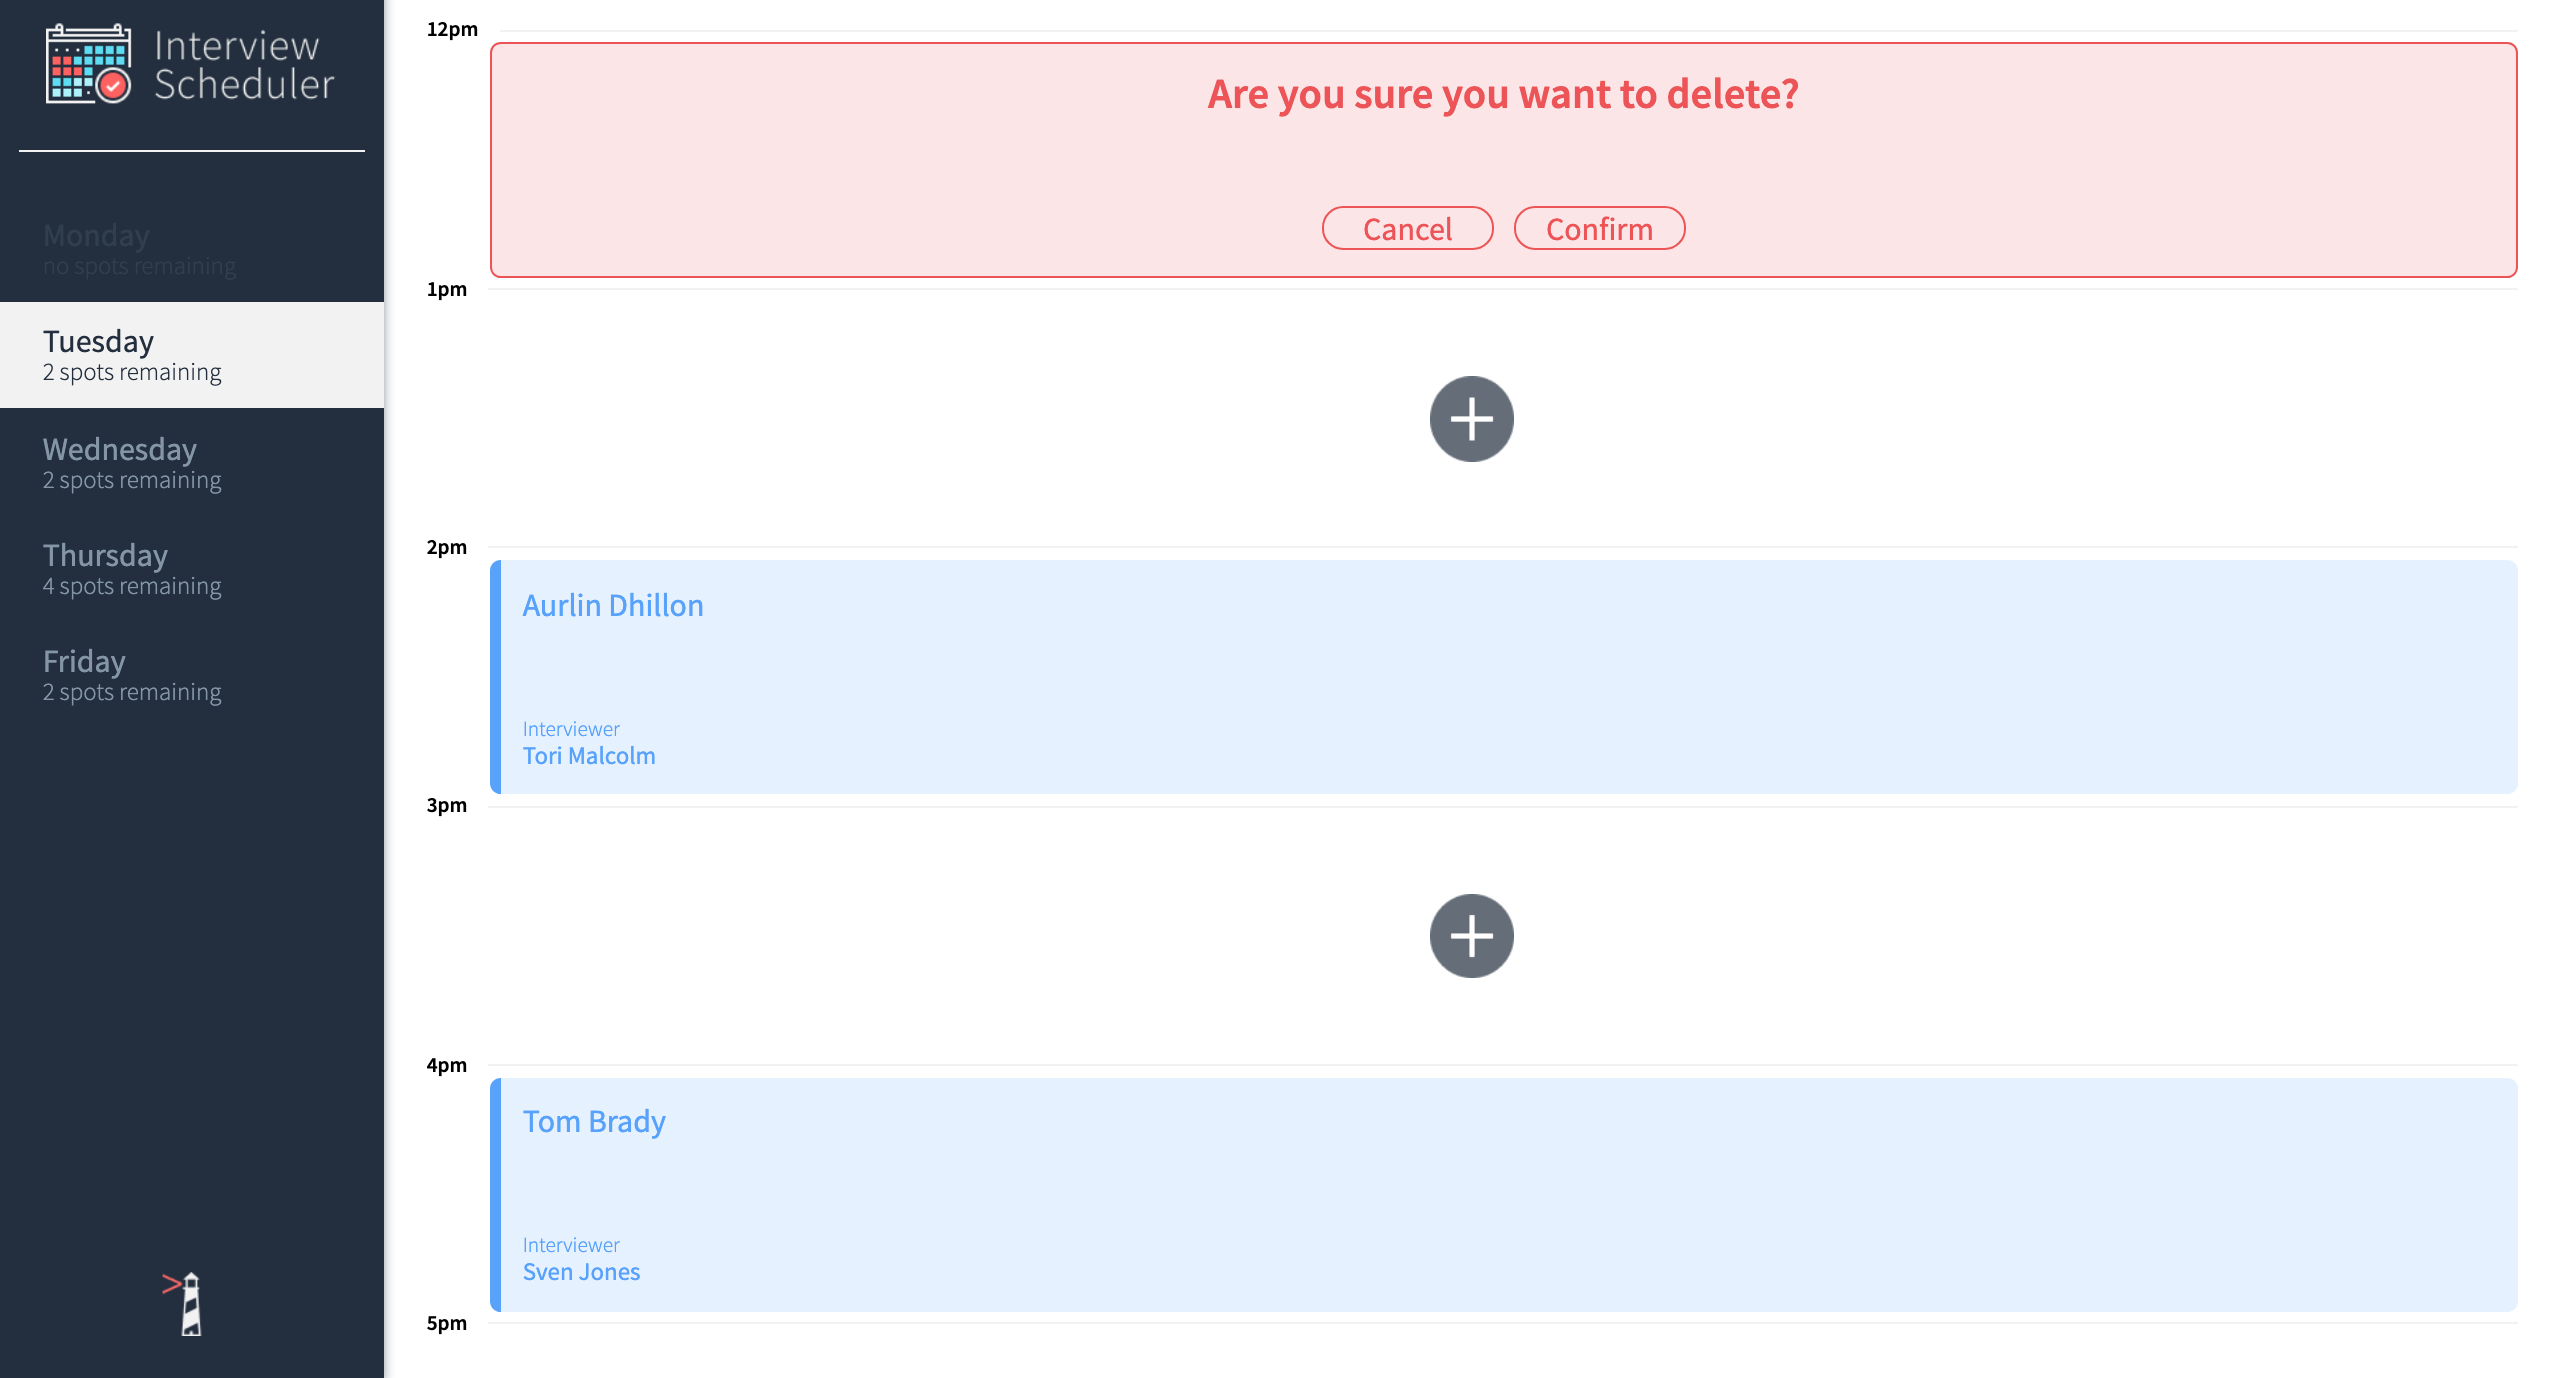 Interview
Scheduler
Monday
no spots remaining
Tuesday
2 spots remaining
Wednesday
2 spots remaining
Thursday
4 spots remaining
Friday
2 spots remaining
12pm
Are you sure you want to delete?
Cancel Confirm
1pm
2pm
Aurlin Dhillon
Interviewer
Tori Malcolm
3pm
4pm
Tom Brady
Interviewer
Sven Jones
5pm